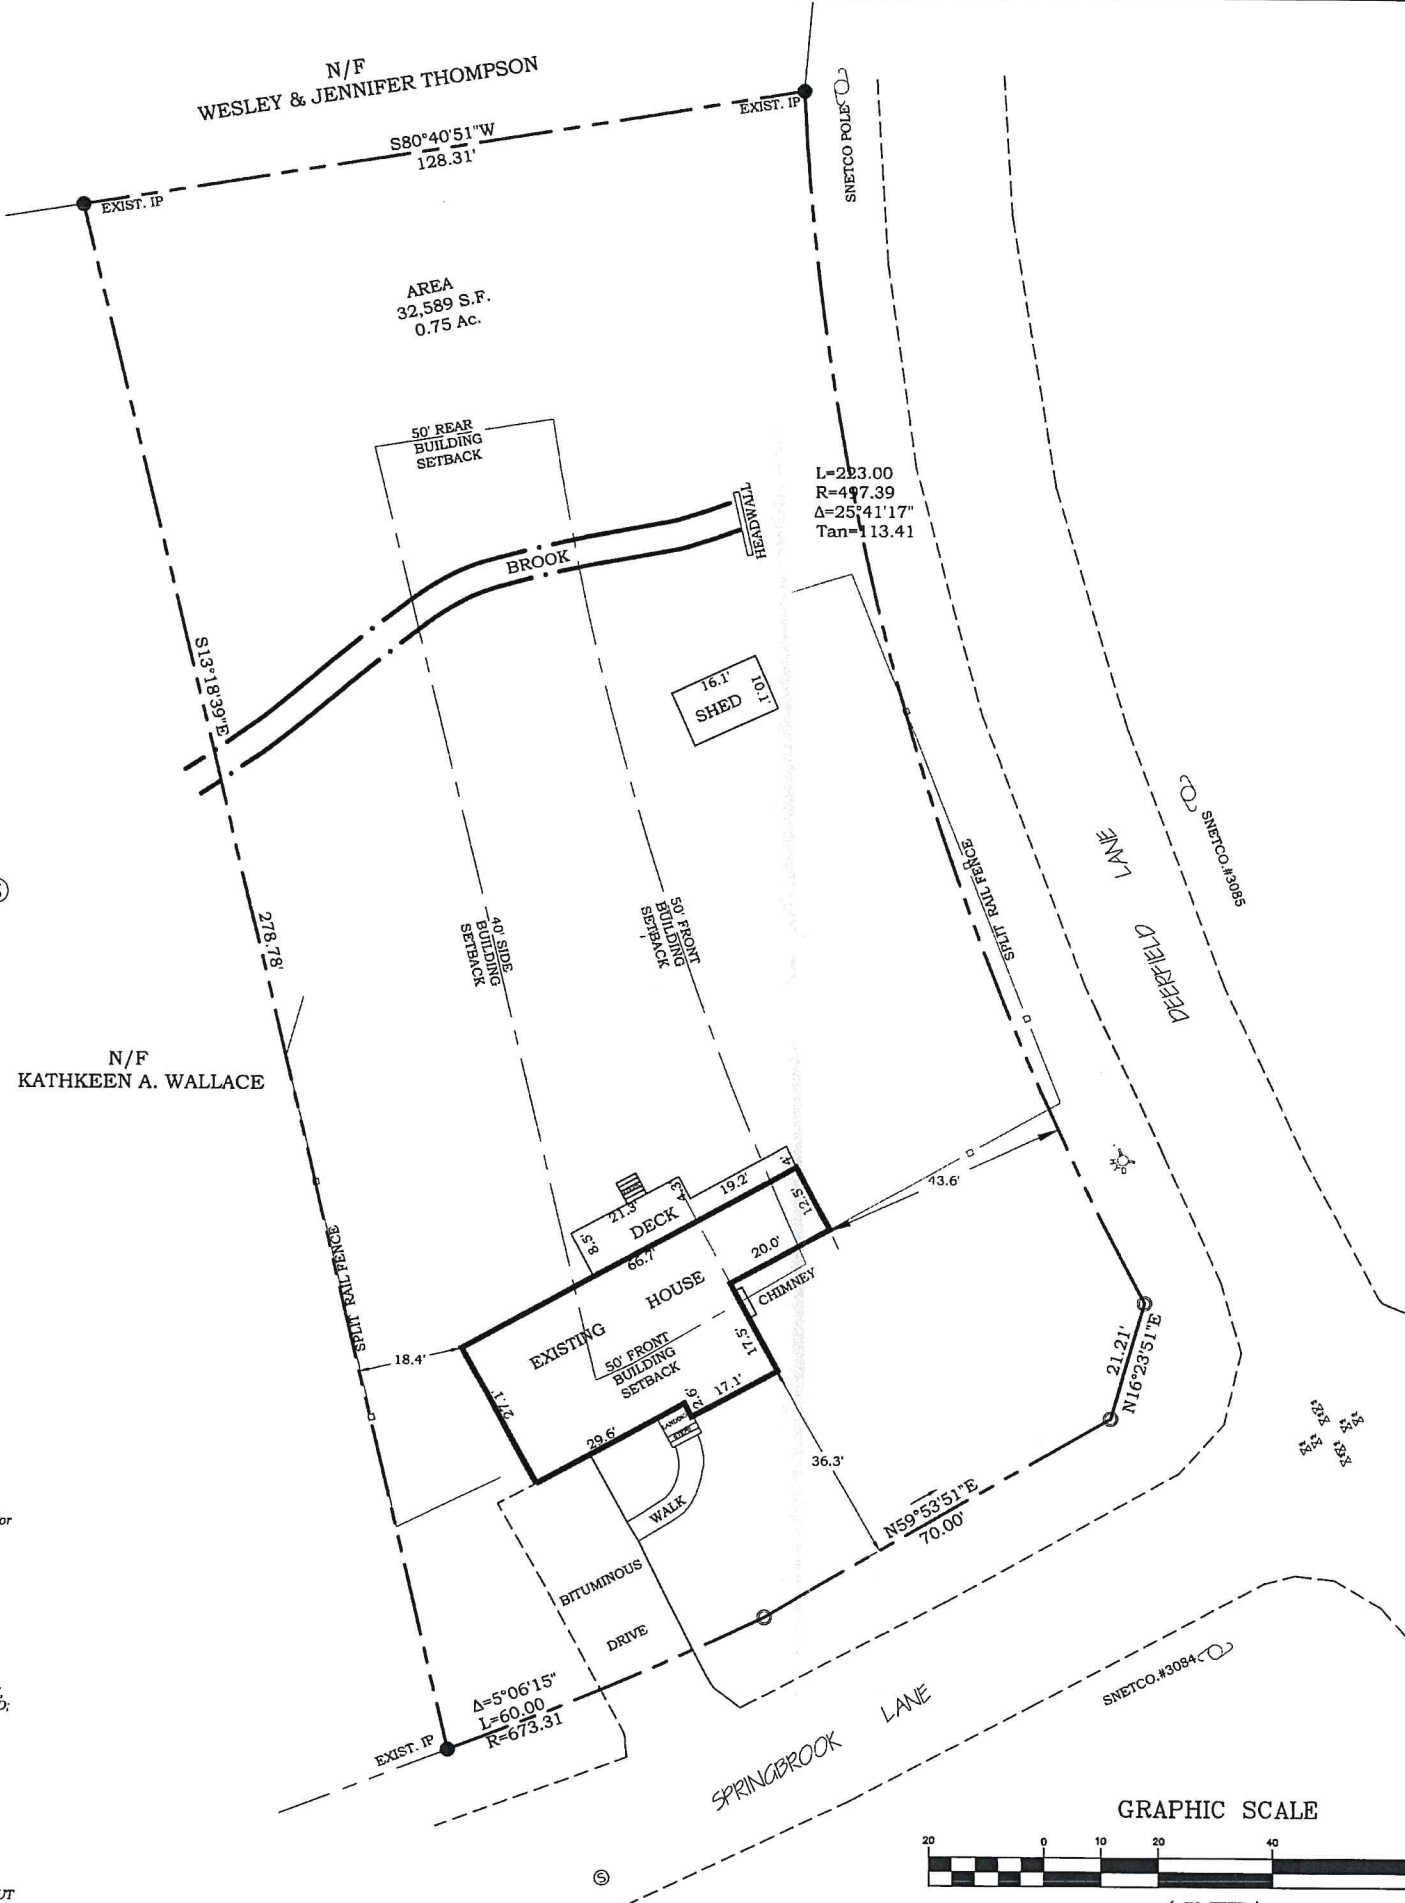 N/F
WESLEY & JENNIFER THOMPSON
S80°40'51"W
128.31'
EXIST. IP
EXIST. IP
SNETCO POLE
AREA
32,589 S.F.
0.75 Ac.
50' REAR
BUILDING
SETBACK
L=223.00
R=497.39
Δ=25°41'17"
Tan=113.41
HEADWALL
BROOK
S13°18'39"E
278.78'
16.1'
10.1'
SHED
SNETCO.#3085
DEERFIELD LANE
SPLIT RAIL FENCE
40' SIDE
BUILDING
SETBACK
50' FRONT
BUILDING
SETBACK
N/F
KATHKEEN A. WALLACE
43.6'
4'
19.2'
4.3'
21.3'
12.5'
DECK
8.5'
66.7'
20.0'
HOUSE
CHIMNEY
EXISTING
17.5'
50' FRONT
BUILDING
SETBACK
SPLIT RAIL FENCE
18.4'
27.1'
2.6'
17.1'
29.6'
21.21'
N16°23'51"E
36.3'
WALK
N59°53'51"E
70.00'
or
BITUMINOUS
DRIVE
Δ=5°06'15"
L=60.00
R=673.31
EXIST. IP
D;
SPRINGBROOK LANE
SNETCO.#3084
GRAPHIC SCALE
20 0 10 20 40
S
UT